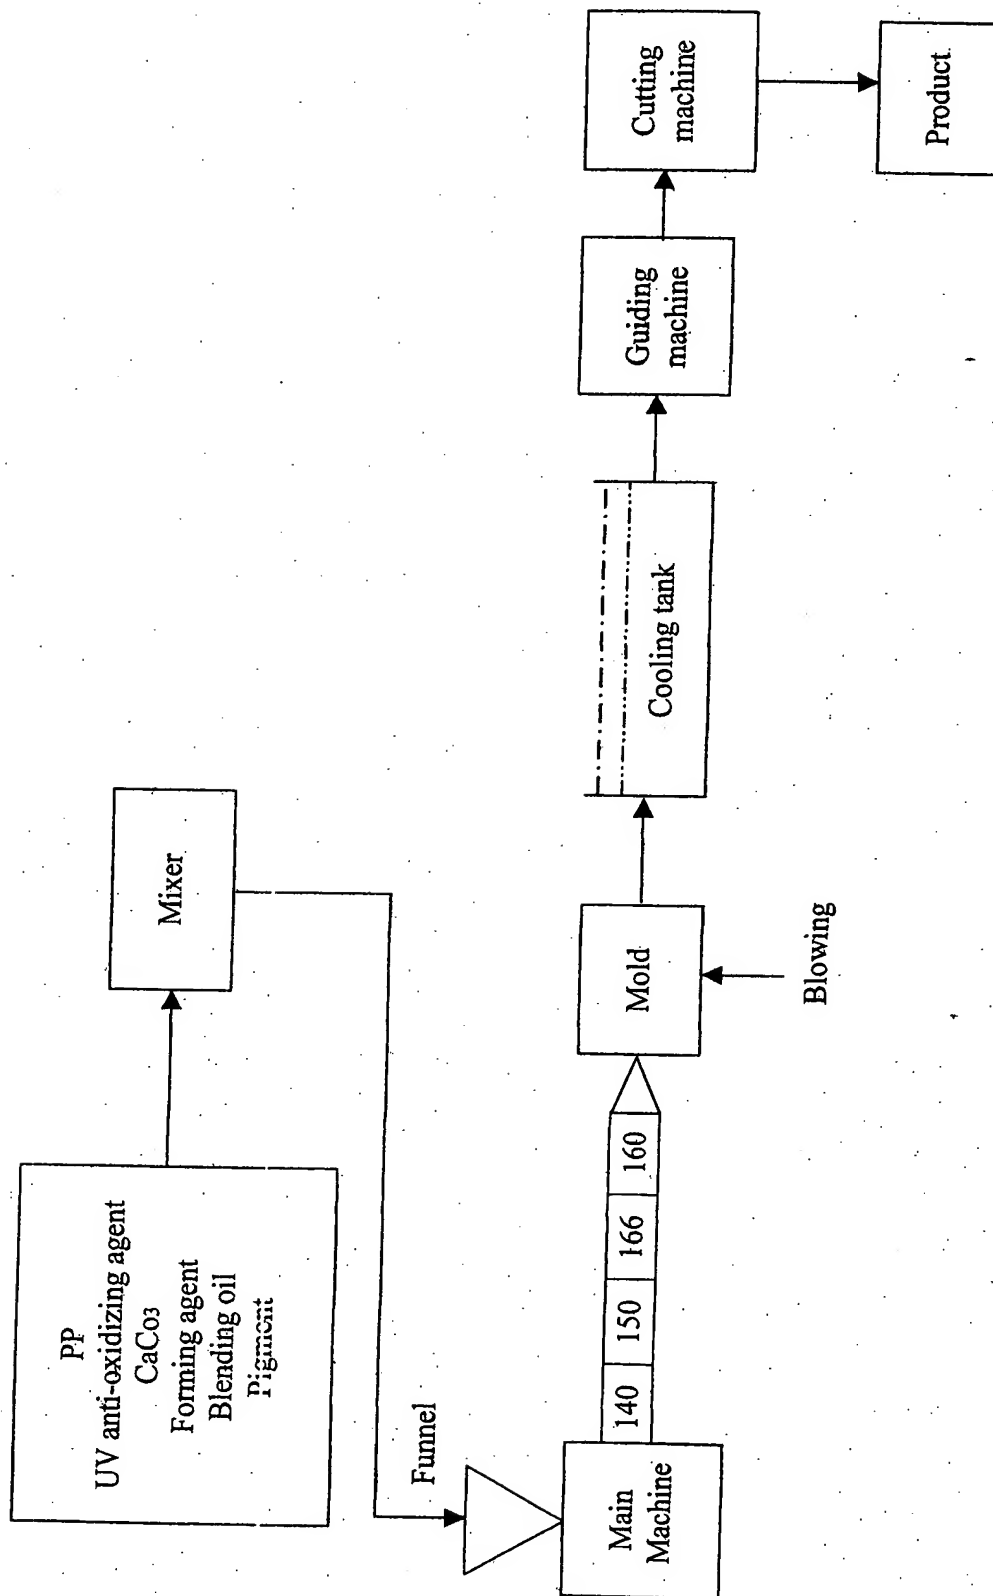 PP
UV anti-oxidizing agent
CaCo₃
Forming agent
Blending oil
Pigment
Mixer
Funnel
Main
Machine
140
150
166
160
Mold
Blowing
Cooling tank
Guiding
machine
Cutting
machine
Product